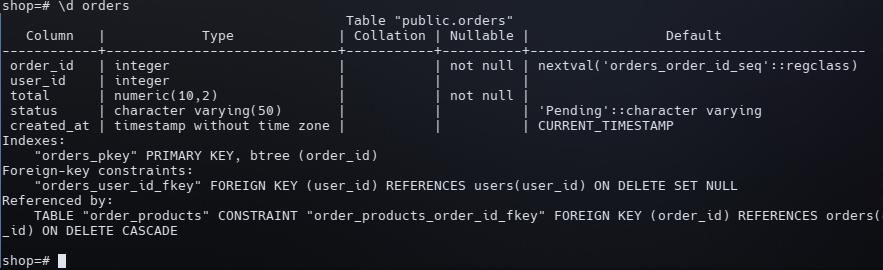 shop=# \d orders
                                          Table "public.orders"
   Column   |            Type             | Collation | Nullable |                 Default
------------+-----------------------------+-----------+----------+------------------------------------------
 order_id   | integer                     |           | not null | nextval('orders_order_id_seq'::regclass)
 user_id    | integer                     |           |          |
 total      | numeric(10,2)               |           | not null |
 status     | character varying(50)       |           |          | 'Pending'::character varying
 created_at | timestamp without time zone |           |          | CURRENT_TIMESTAMP
Indexes:
    "orders_pkey" PRIMARY KEY, btree (order_id)
Foreign-key constraints:
    "orders_user_id_fkey" FOREIGN KEY (user_id) REFERENCES users(user_id) ON DELETE SET NULL
Referenced by:
    TABLE "order_products" CONSTRAINT "order_products_order_id_fkey" FOREIGN KEY (order_id) REFERENCES orders(
_id) ON DELETE CASCADE
shop=#